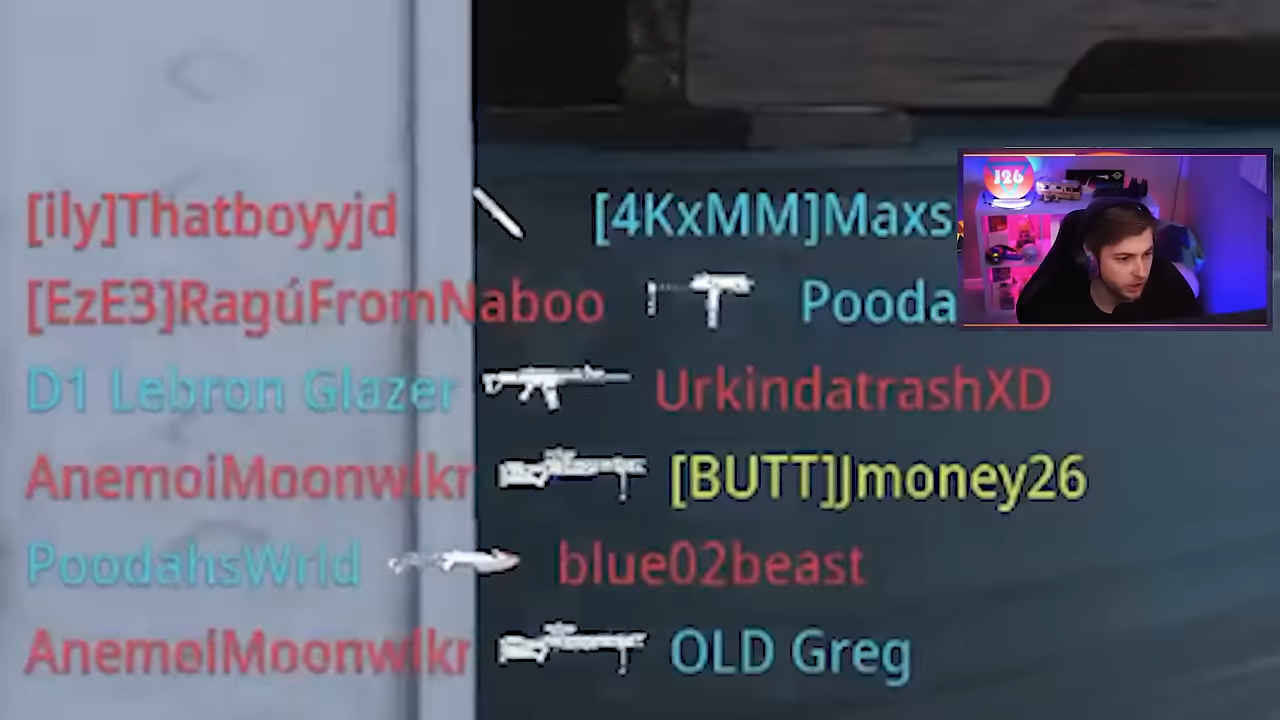 [ily]Thatboyyjd [4KxMM]Maxs
[EzE3]RagúFromNaboo Pooda
D1 Lebron Glazer UrkindatrashXD
AnemoiMoonwlkr [BUTT]Jmoney26
PoodahsWrld blue02beast
AnemoiMoonwlkr OLD Greg
J26